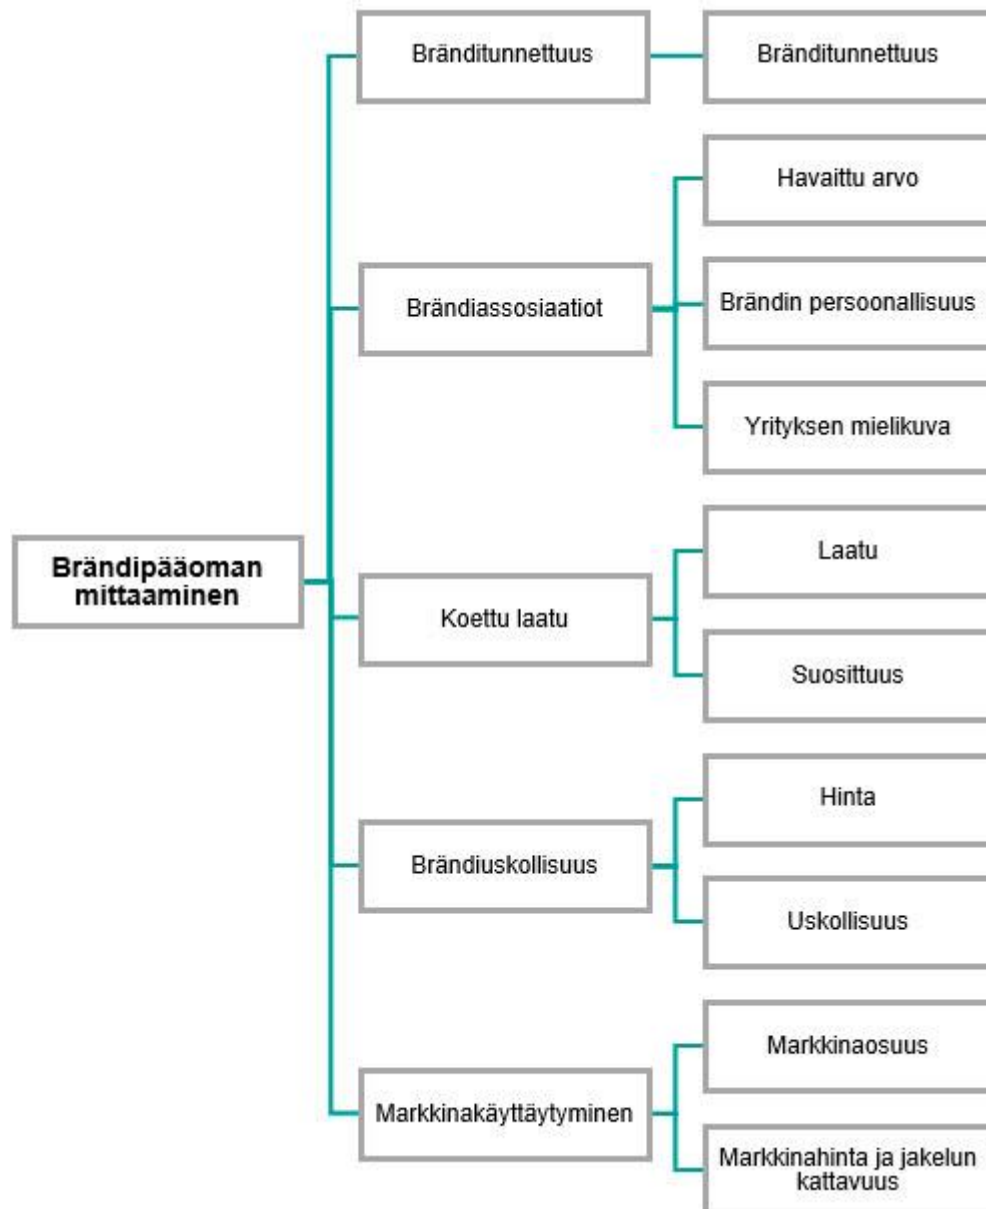 Bränditunnettuus
Bränditunnettuus
Havaittu arvo
Brändiassosiaatiot
Brändin persoonallisuus
Yrityksen mielikuva
Brändipääoman
mittaaminen
Koettu laatu
Laatu
Suosittuus
Brändiuskollisuus
Hinta
Uskollisuus
Markkinakäyttäytyminen
Markkinaosuus
Markkinahinta ja jakelun
kattavuus